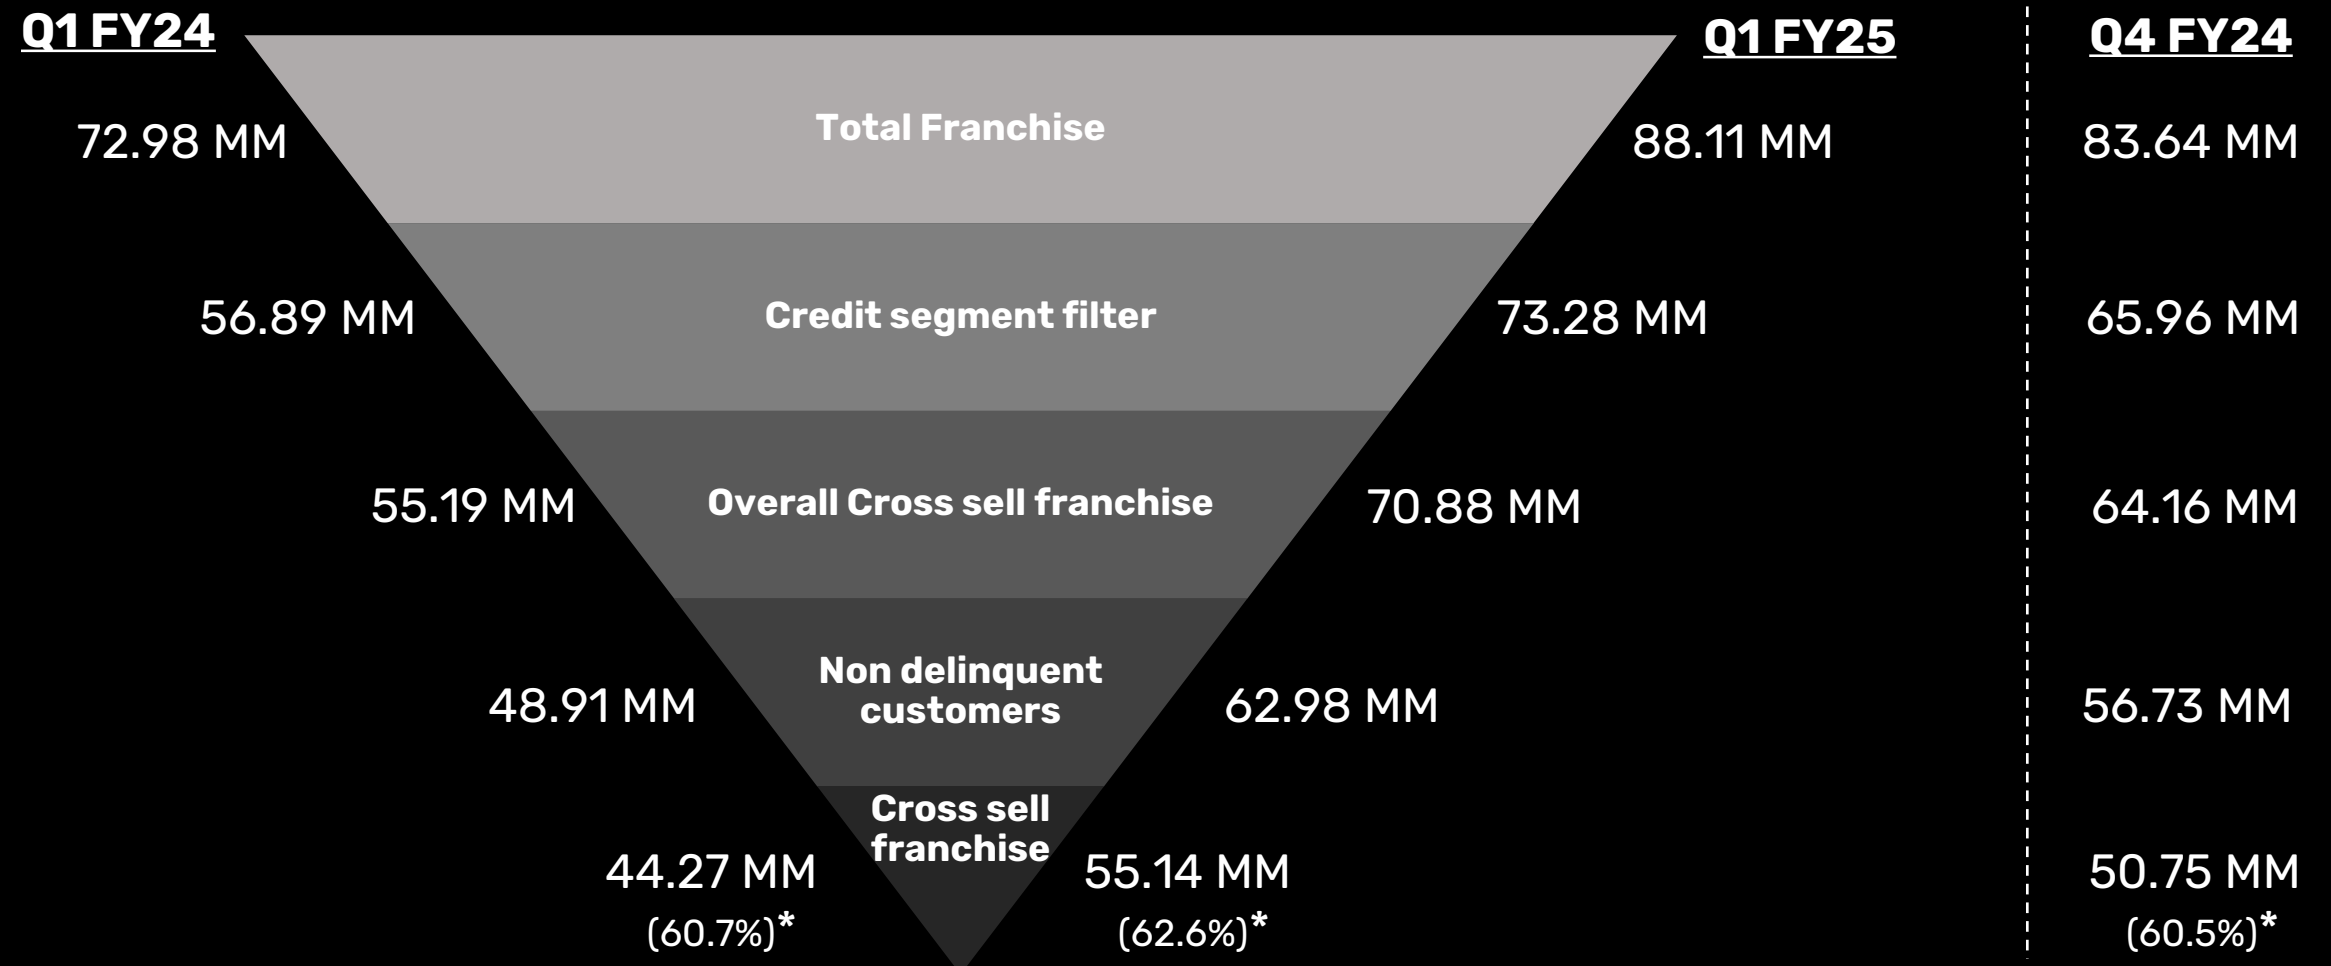 Q1 FY24
Q1 FY25
Q4 FY24
72.98 MM
Total Franchise
88.11 MM
83.64 MM
56.89 MM
Credit segment filter
73.28 MM
65.96 MM
55.19 MM
Overall Cross sell franchise
70.88 MM
64.16 MM
48.91 MM
Non delinquent
customers
62.98 MM
56.73 MM
Cross sell
franchise
44.27 MM
(60.7%)*
55.14 MM
(62.6%)*
50.75 MM
(60.5%)*